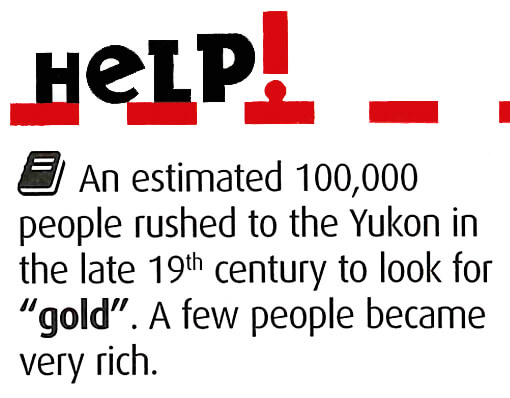 HeLP!
An estimated 100,000
people rushed to the Yukon in
the late 19th century to look for
“gold”. A few people became
very rich.